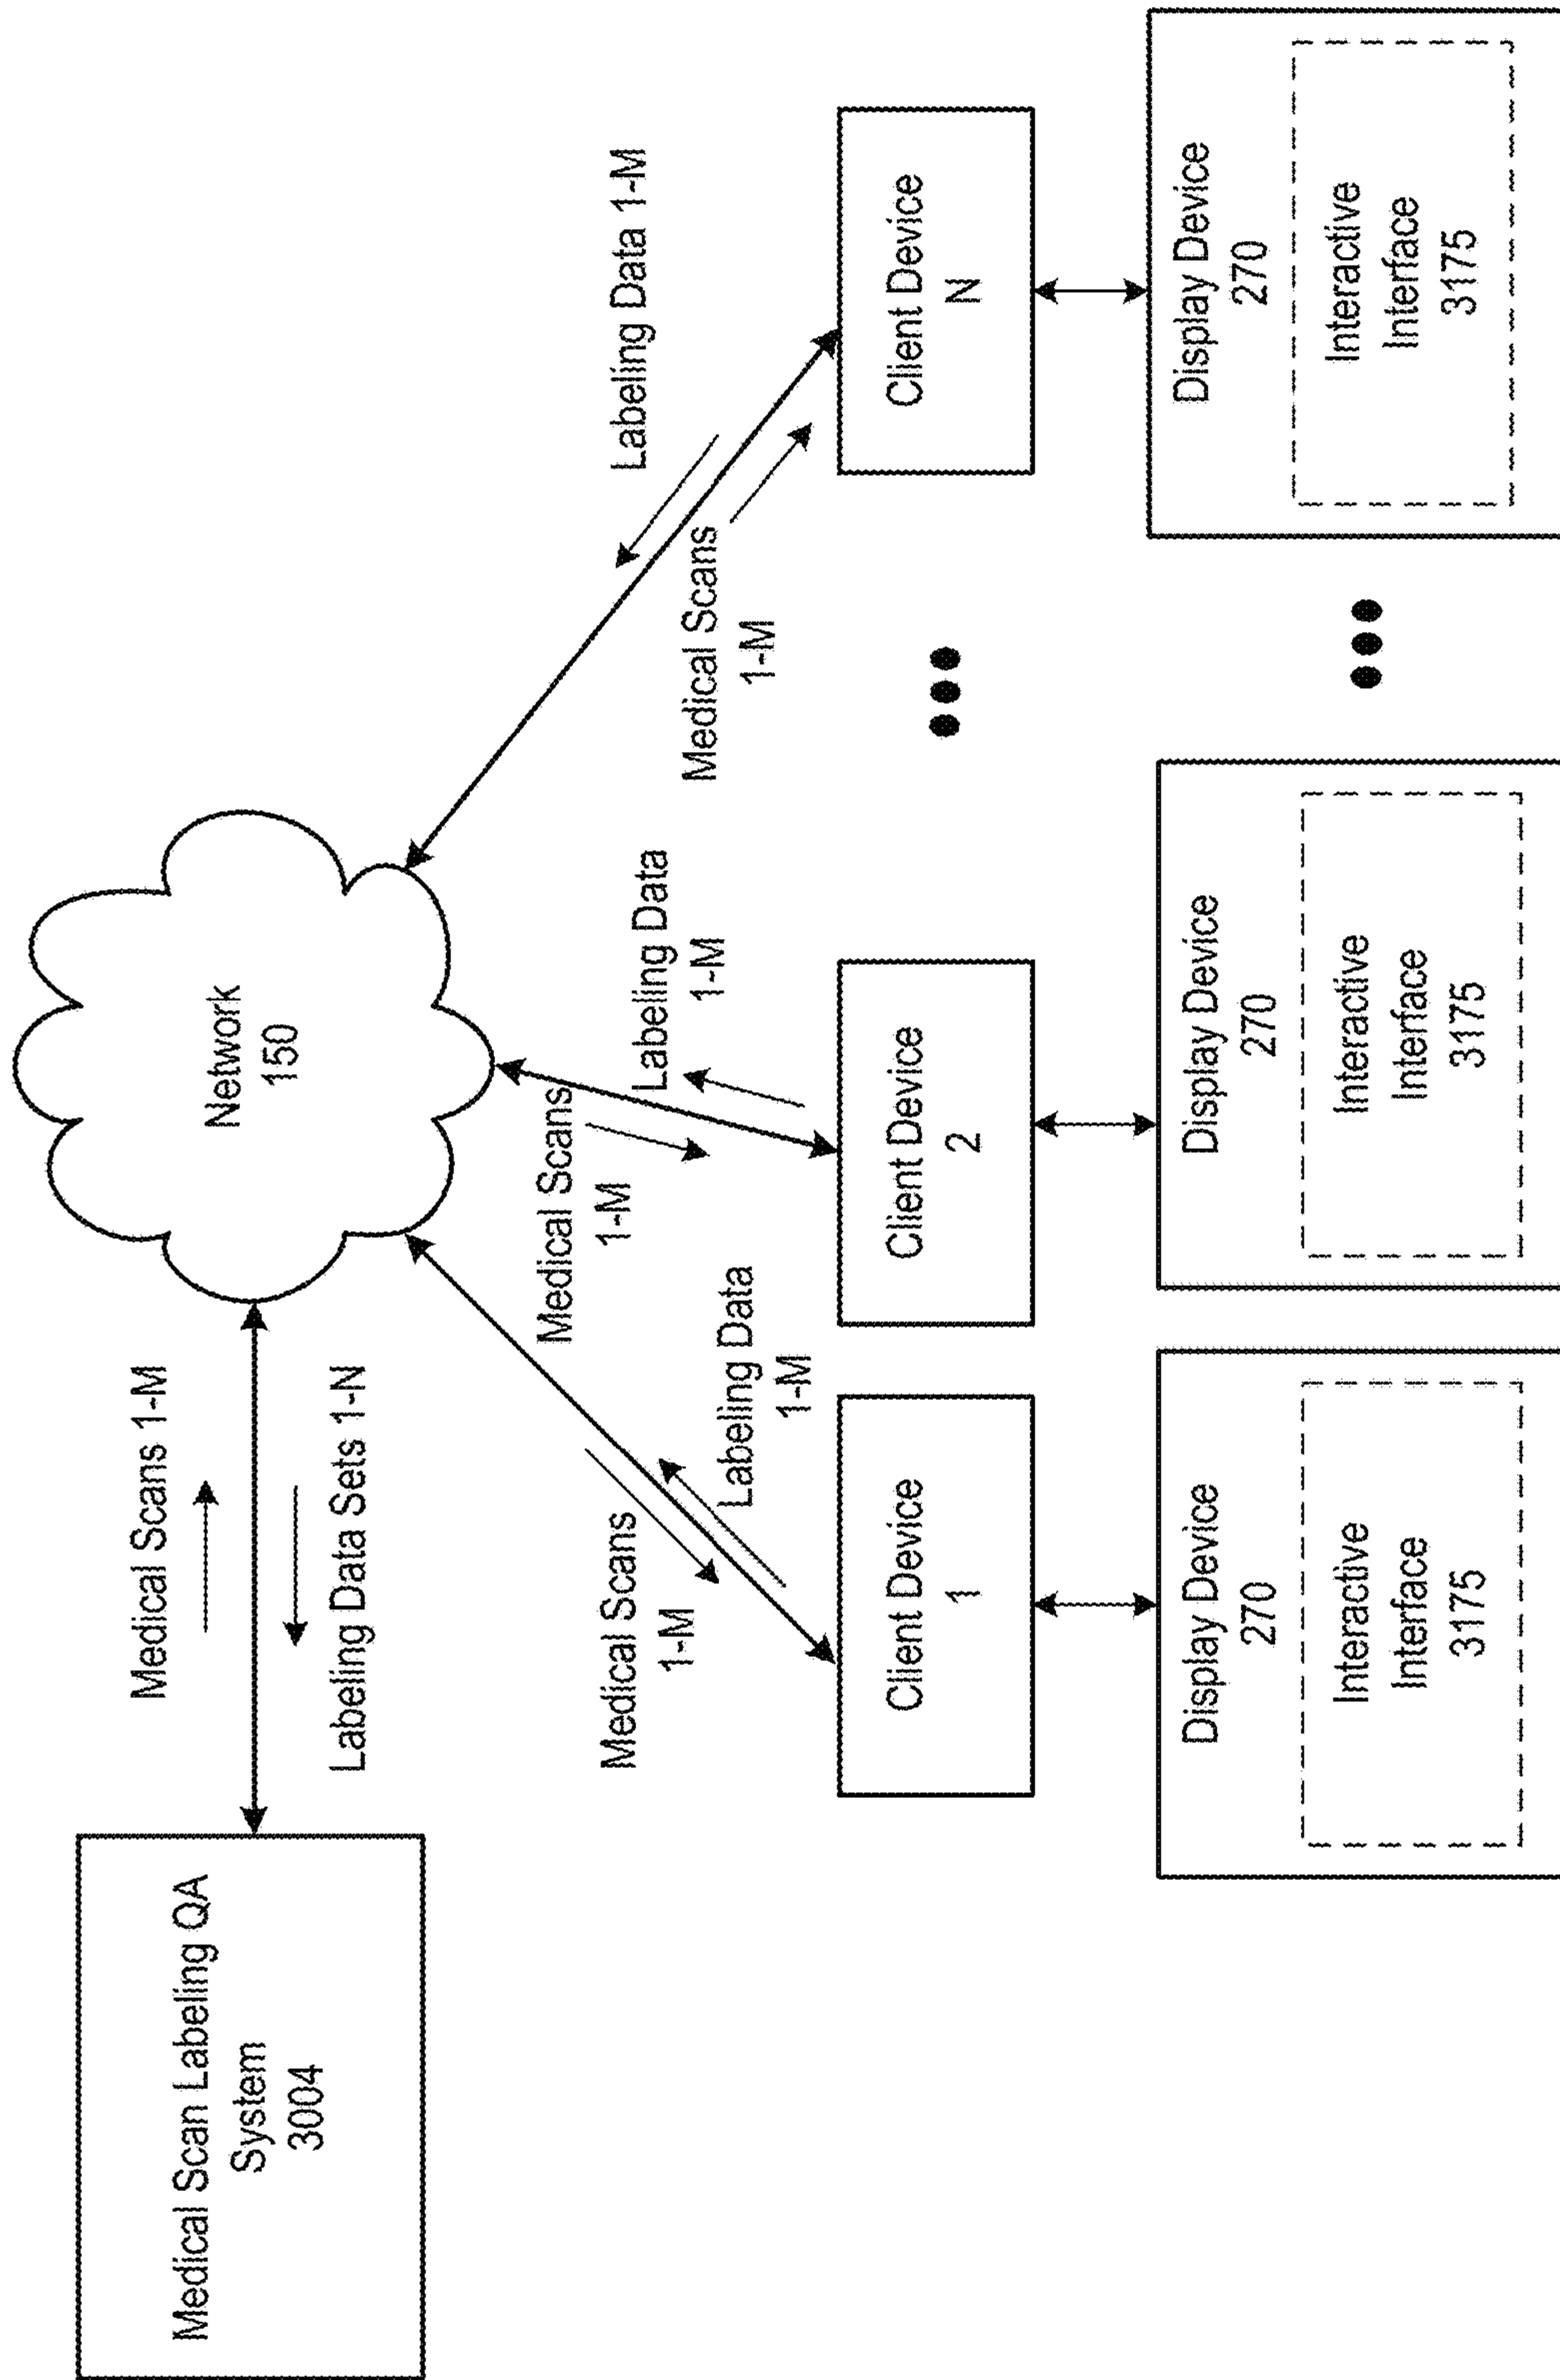 Medical Scan Labeling QA
System
3004
Medical Scans 1-M
Labeling Data Sets 1-N
Network
150
Medical Scans
1-M
Labeling Data
1-M
Medical Scans
1-M
Labeling Data
1-M
Labeling Data 1-M
Medical Scans
1-M
Client Device
1
Client Device
2
Client Device
N
Display Device
270
Interactive
Interface
3175
Display Device
270
Interactive
Interface
3175
Display Device
270
Interactive
Interface
3175